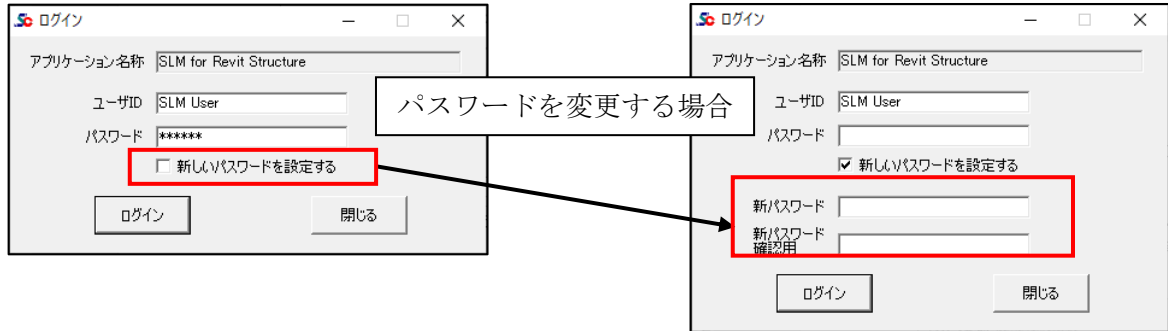 ログイン
アプリケーション名称 SLM for Revit Structure
ユーザID SLM User
パスワード ******
新しいパスワードを設定する
ログイン 閉じる
パスワードを変更する場合
ログイン
アプリケーション名称 SLM for Revit Structure
ユーザID SLM User
パスワード
新しいパスワードを設定する
新パスワード
新パスワード
確認用
ログイン 閉じる